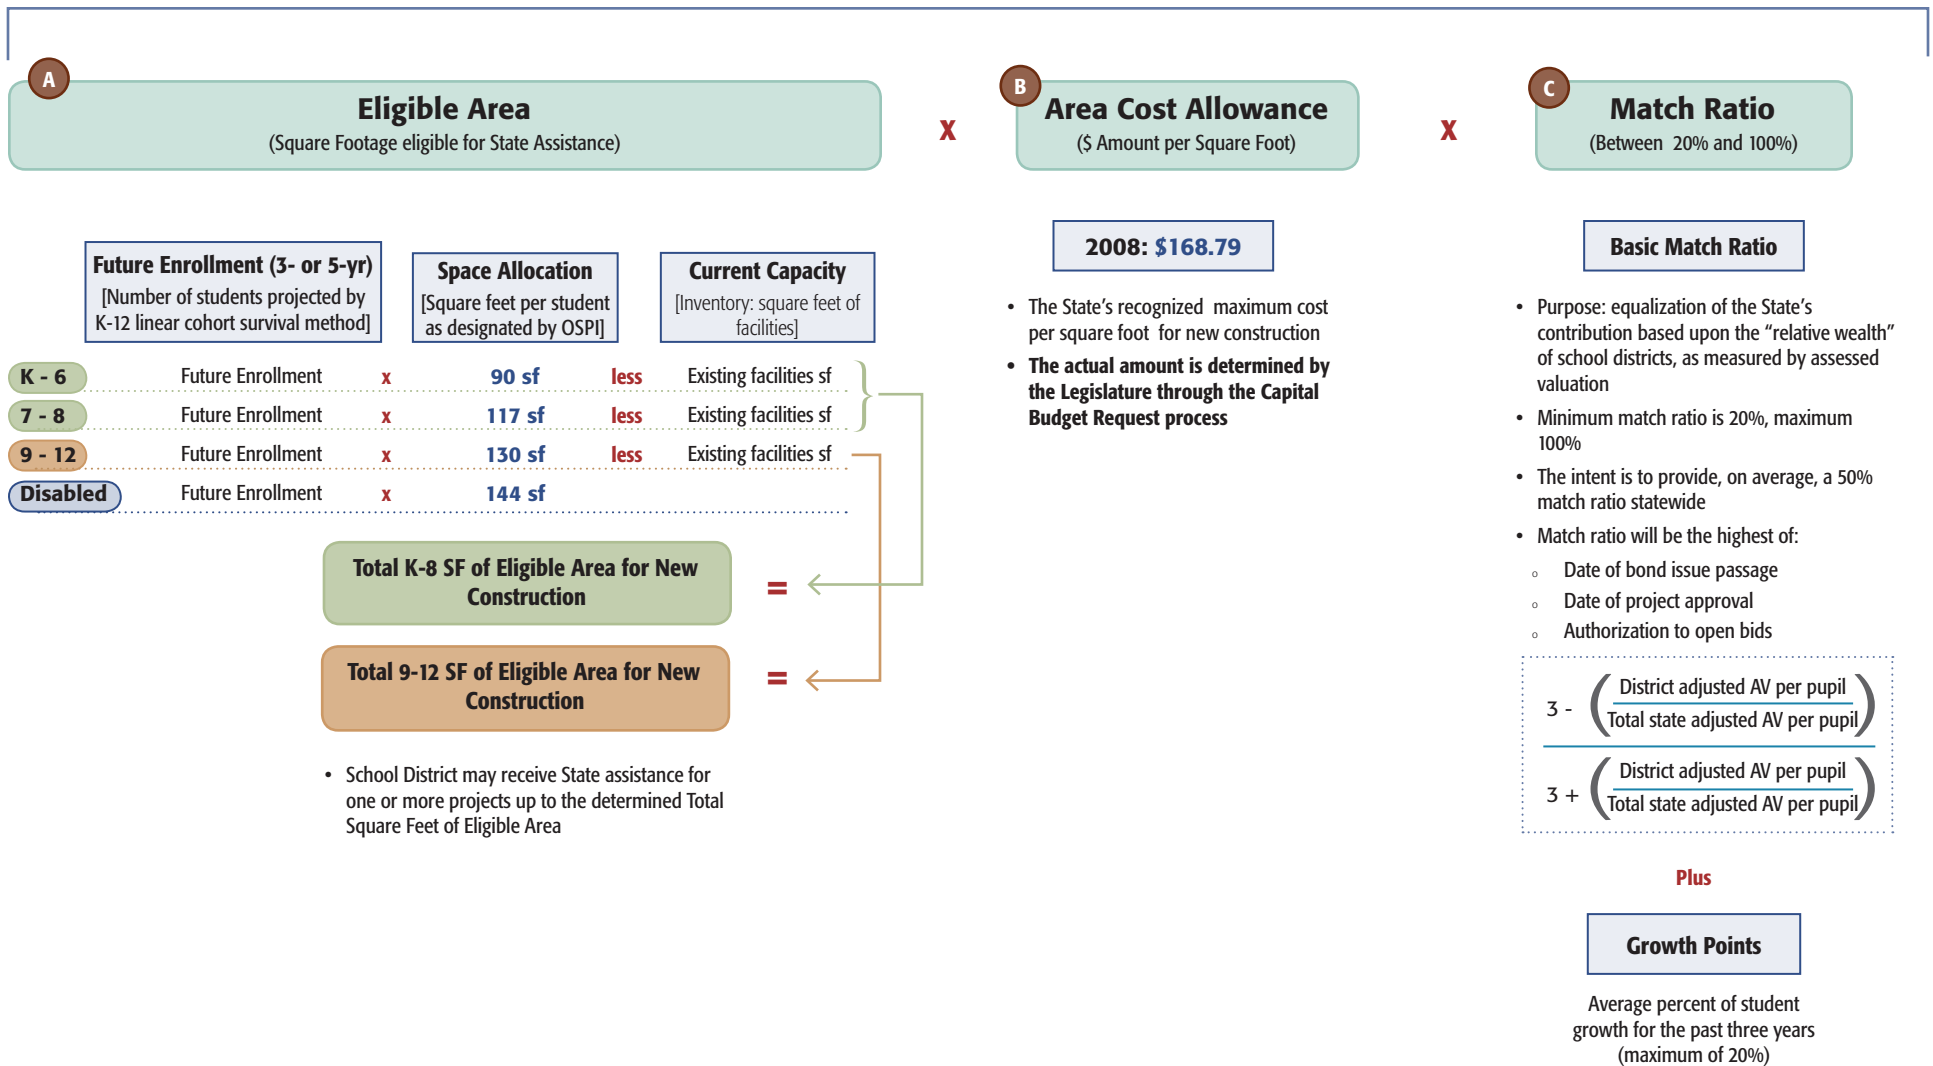 A
Eligible Area
(Square Footage eligible for State Assistance)
x
B
Area Cost Allowance
($ Amount per Square Foot)
x
C
Match Ratio
(Between 20% and 100%)
Future Enrollment (3- or 5-yr)
[Number of students projected by
K-12 linear cohort survival method]
Space Allocation
[Square feet per student
as designated by OSPI]
Current Capacity
[Inventory: square feet of
facilities]
K - 6 Future Enrollment x 90 sf less Existing facilities sf
7 - 8 Future Enrollment x 117 sf less Existing facilities sf
9 - 12 Future Enrollment x 130 sf less Existing facilities sf
Disabled Future Enrollment x 144 sf
Total K-8 SF of Eligible Area for New
Construction
=
Total 9-12 SF of Eligible Area for New
Construction
=
• School District may receive State assistance for
one or more projects up to the determined Total
Square Feet of Eligible Area
2008: $168.79
• The State's recognized maximum cost
per square foot for new construction
• The actual amount is determined by
the Legislature through the Capital
Budget Request process
Basic Match Ratio
• Purpose: equalization of the State's
contribution based upon the "relative wealth"
of school districts, as measured by assessed
valuation
• Minimum match ratio is 20%, maximum
100%
• The intent is to provide, on average, a 50%
match ratio statewide
• Match ratio will be the highest of:
o Date of bond issue passage
o Date of project approval
o Authorization to open bids
3 - (
District adjusted AV per pupil
Total state adjusted AV per pupil
)
3 + (
District adjusted AV per pupil
Total state adjusted AV per pupil
)
Plus
Growth Points
Average percent of student
growth for the past three years
(maximum of 20%)